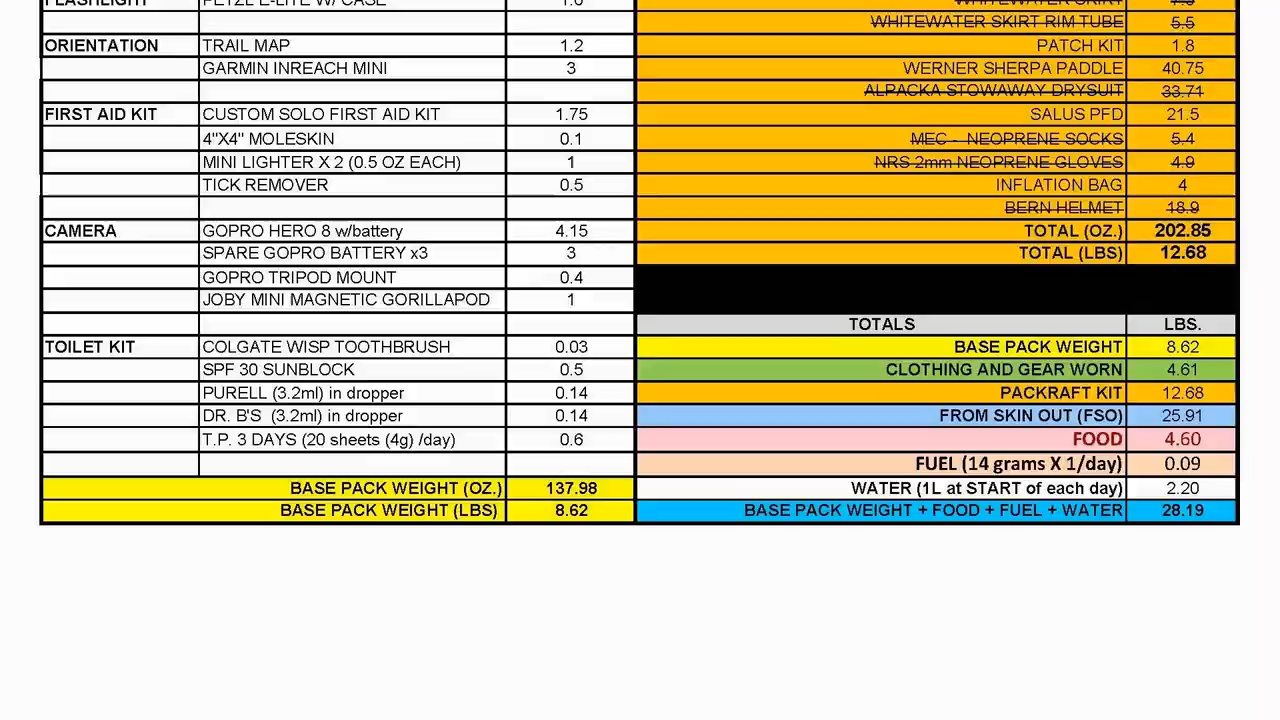 FLASHLIGHT PETZL E-LITE W/ CASE WHITEWATER SKIRT
WHITEWATER SKIRT RIM TUBE 5.5
ORIENTATION TRAIL MAP 1.2 PATCH KIT 1.8
GARMIN INREACH MINI 3 WERNER SHERPA PADDLE 40.75
ALPACKA STOWAWAY DRYSUIT 33.71
FIRST AID KIT CUSTOM SOLO FIRST AID KIT 1.75 SALUS PFD 21.5
4"X4" MOLESKIN 0.1 MEC - NEOPRENE SOCKS 5.4
MINI LIGHTER X 2 (0.5 OZ EACH) 1 NRS 2mm NEOPRENE GLOVES 4.9
TICK REMOVER 0.5 INFLATION BAG 4
BERN HELMET 18.9
CAMERA GOPRO HERO 8 w/battery 4.15 TOTAL (OZ.) 202.85
SPARE GOPRO BATTERY x3 3 TOTAL (LBS) 12.68
GOPRO TRIPOD MOUNT 0.4
JOBY MINI MAGNETIC GORILLAPOD 1
TOTALS LBS.
TOILET KIT COLGATE WISP TOOTHBRUSH 0.03 BASE PACK WEIGHT 8.62
SPF 30 SUNBLOCK 0.5 CLOTHING AND GEAR WORN 4.61
PURELL (3.2ml) in dropper 0.14 PACKRAFT KIT 12.68
DR. B'S (3.2ml) in dropper 0.14 FROM SKIN OUT (FSO) 25.91
T.P. 3 DAYS (20 sheets (4g) /day) 0.6 FOOD 4.60
FUEL (14 grams X 1/day) 0.09
BASE PACK WEIGHT (OZ.) 137.98 WATER (1L at START of each day) 2.20
BASE PACK WEIGHT (LBS) 8.62 BASE PACK WEIGHT + FOOD + FUEL + WATER 28.19